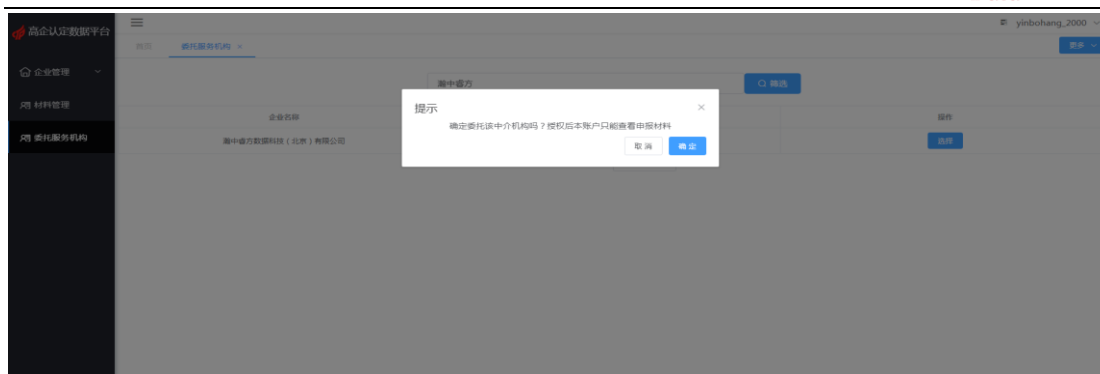 高企认定数据平台
yinbohang_2000
首页
委托服务机构 ×
更多
企业管理
材料管理
委托服务机构
瀚中睿方
筛选
企业名称
操作
瀚中睿方数据科技（北京）有限公司
选择
提示
确定委托该中介机构吗？授权后本账户只能查看申报材料
取消
确定